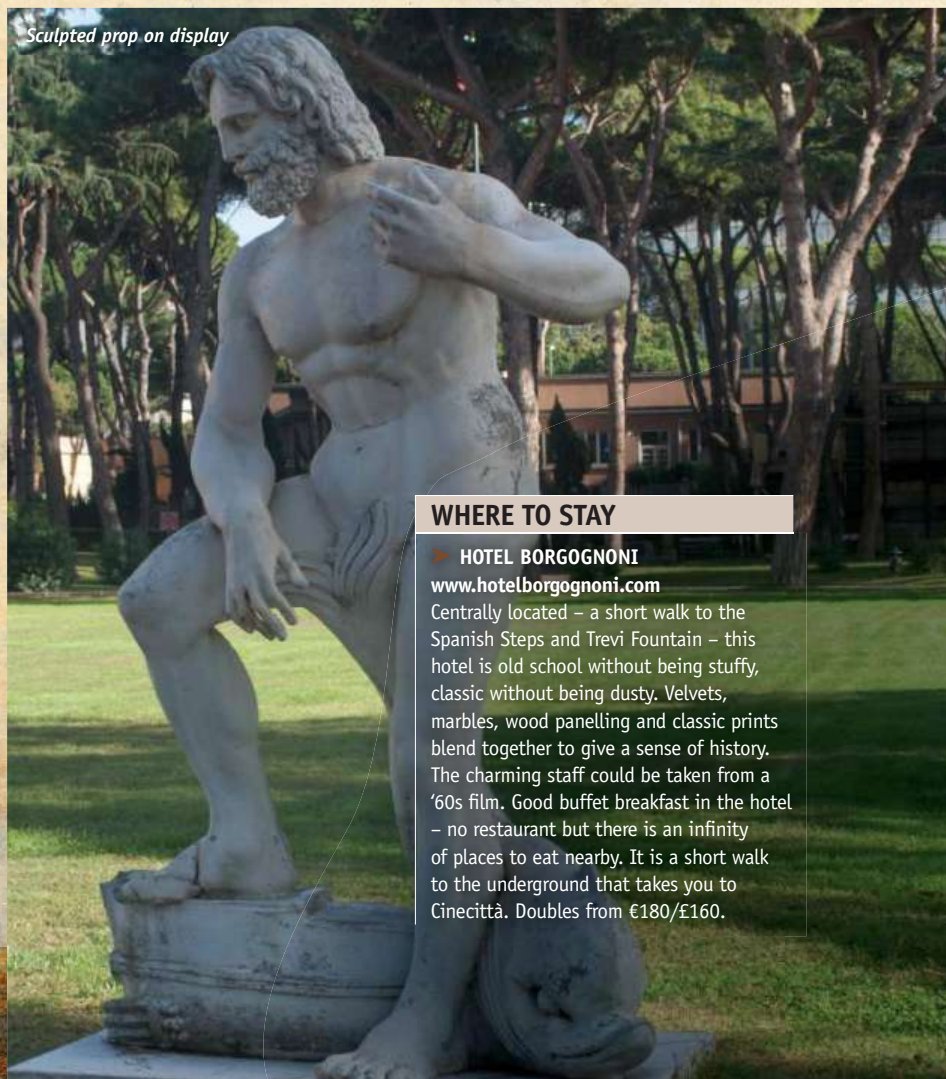 Sculpted prop on display
WHERE TO STAY
➤ HOTEL BORGOGNONI
www.hotelborgognoni.com
Centrally located – a short walk to the
Spanish Steps and Trevi Fountain – this
hotel is old school without being stuffy,
classic without being dusty. Velvets,
marbles, wood panelling and classic prints
blend together to give a sense of history.
The charming staff could be taken from a
‘60s film. Good buffet breakfast in the hotel
– no restaurant but there is an infinity
of places to eat nearby. It is a short walk
to the underground that takes you to
Cinecittà. Doubles from €180/£160.